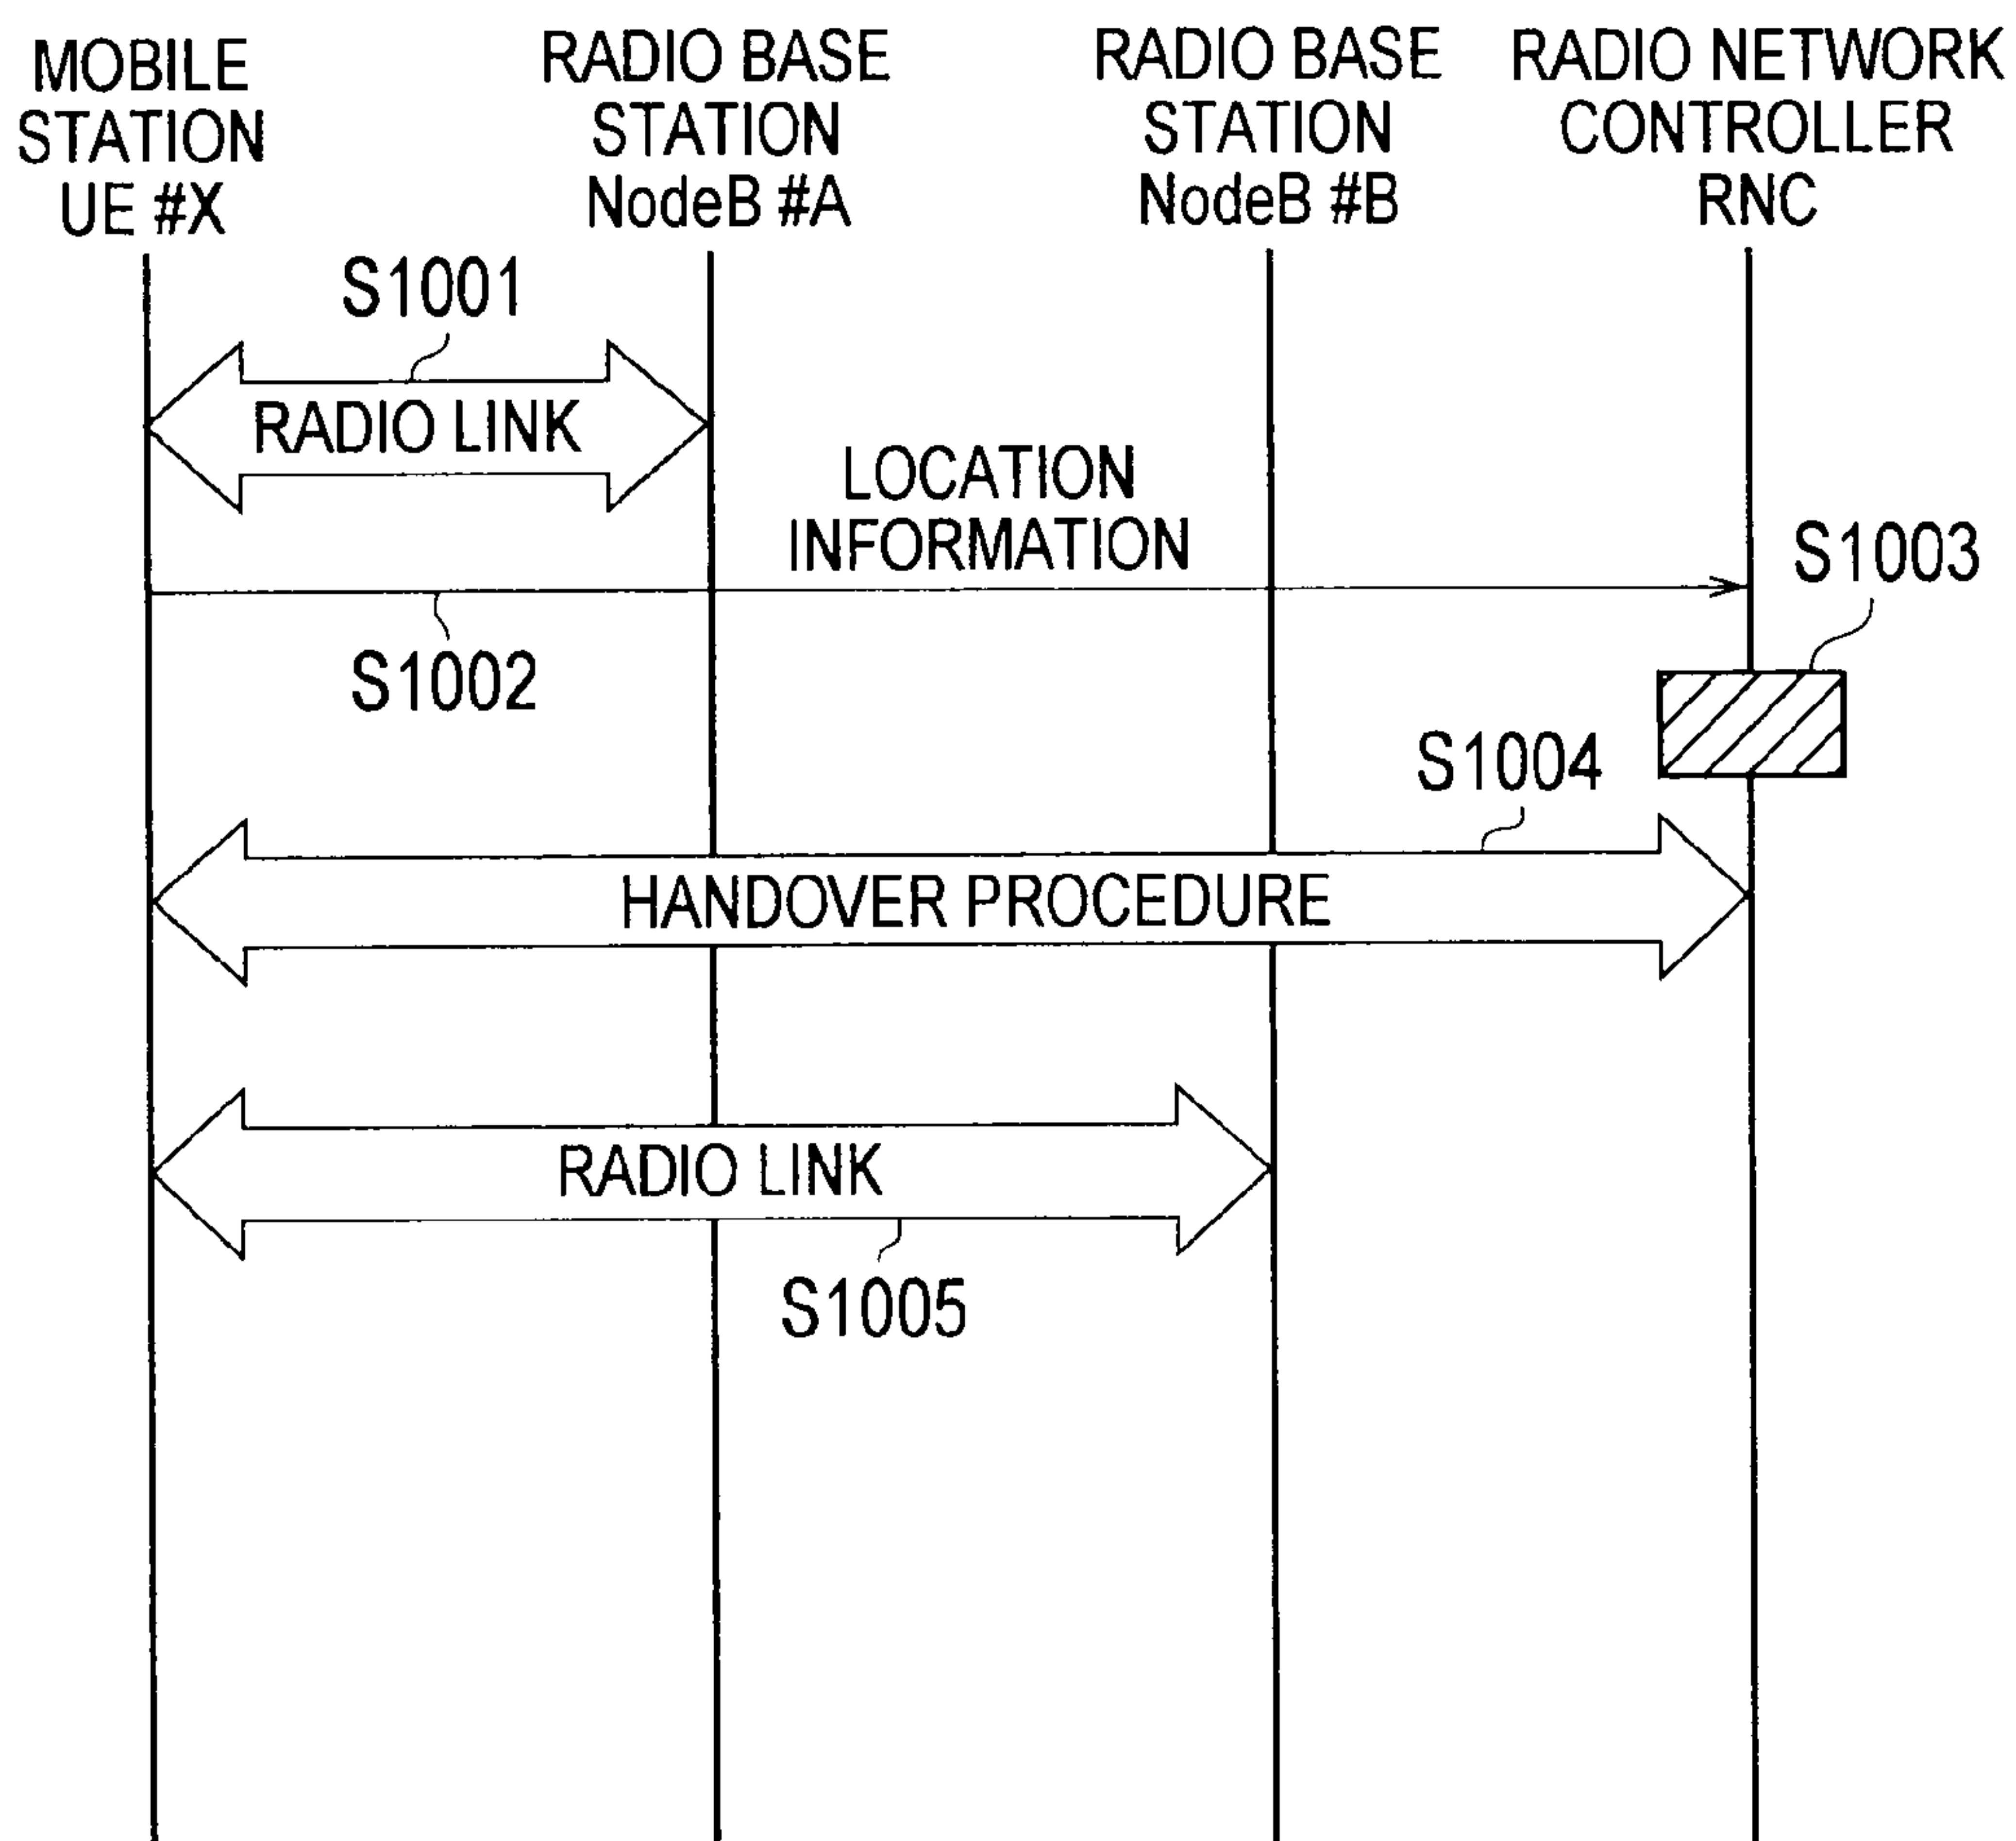 MOBILE
STATION
UE #X
RADIO BASE
STATION
NodeB #A
RADIO BASE
STATION
NodeB #B
RADIO NETWORK
CONTROLLER
RNC
S1001
RADIO LINK
LOCATION
INFORMATION
S1002
S1003
S1004
HANDOVER PROCEDURE
RADIO LINK
S1005